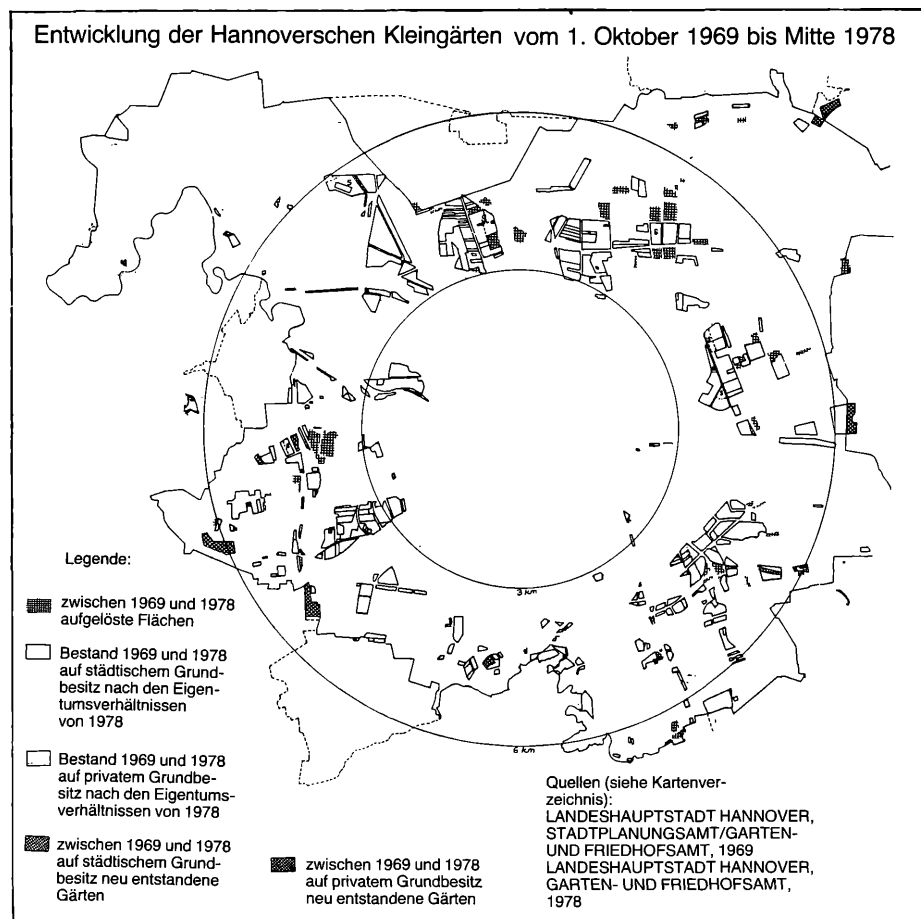 Entwicklung der Hannoverschen Kleingärten vom 1. Oktober 1969 bis Mitte 1978
3 km
6 km
Legende:
zwischen 1969 und 1978
aufgelöste Flächen
Bestand 1969 und 1978
auf städtischem Grund-
besitz nach den Eigen-
tumsverhältnissen
von 1978
Bestand 1969 und 1978
auf privatem Grundbe-
sitz nach den Eigentums-
verhältnissen von 1978
zwischen 1969 und 1978
auf städtischem Grund-
besitz neu entstandene
Gärten
zwischen 1969 und 1978
auf privatem Grundbesitz
neu entstandene Gärten
Quellen (siehe Kartenver-
zeichnis):
LANDESHAUPTSTADT HANNOVER,
STADTPLANUNGSAMT/GARTEN-
UND FRIEDHOFSAMT, 1969
LANDESHAUPTSTADT HANNOVER,
GARTEN- UND FRIEDHOFSAMT,
1978